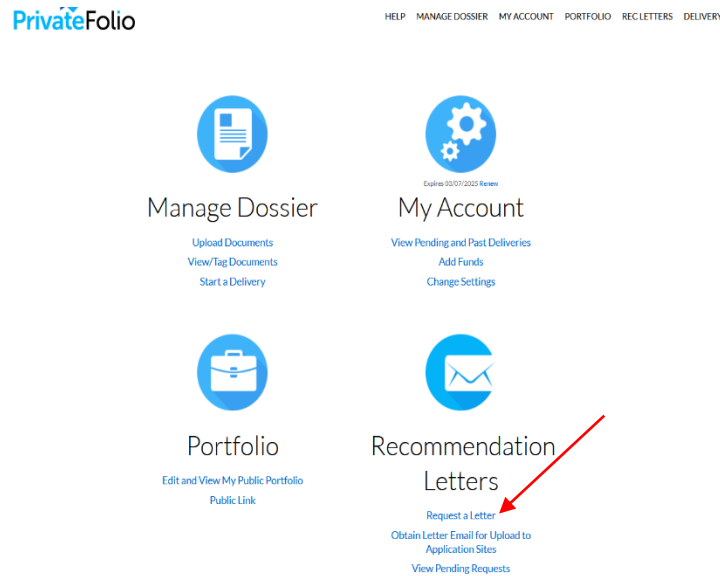 PrivateFolio
HELP MANAGE DOSSIER MY ACCOUNT PORTFOLIO REC LETTERS DELIVERY
Manage Dossier
Upload Documents
View/Tag Documents
Start a Delivery
Expires 03/07/2025 Renew
My Account
View Pending and Past Deliveries
Add Funds
Change Settings
Portfolio
Edit and View My Public Portfolio
Public Link
Recommendation
Letters
Request a Letter
Obtain Letter Email for Upload to
Application Sites
View Pending Requests